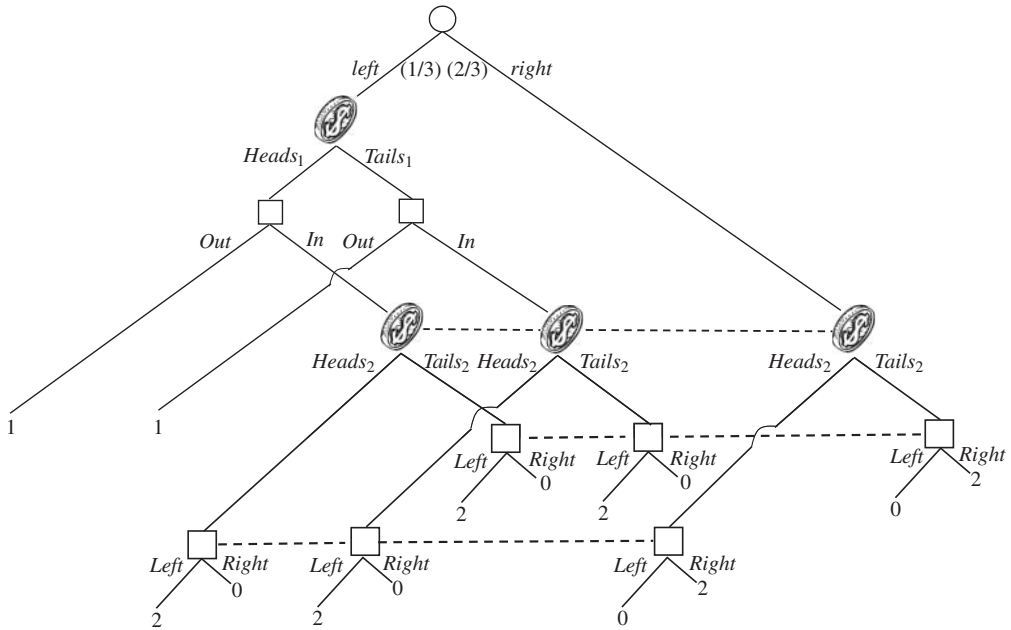 left (1/3) (2/3) right
Heads1 Tails1
Out In Out In
Heads2 Tails2 Heads2 Tails2 Heads2 Tails2
1 1
Left Right Left Right Left Right
0 0 2
2 2 0
Left Right Left Right Left Right
0 0 2
2 2 0